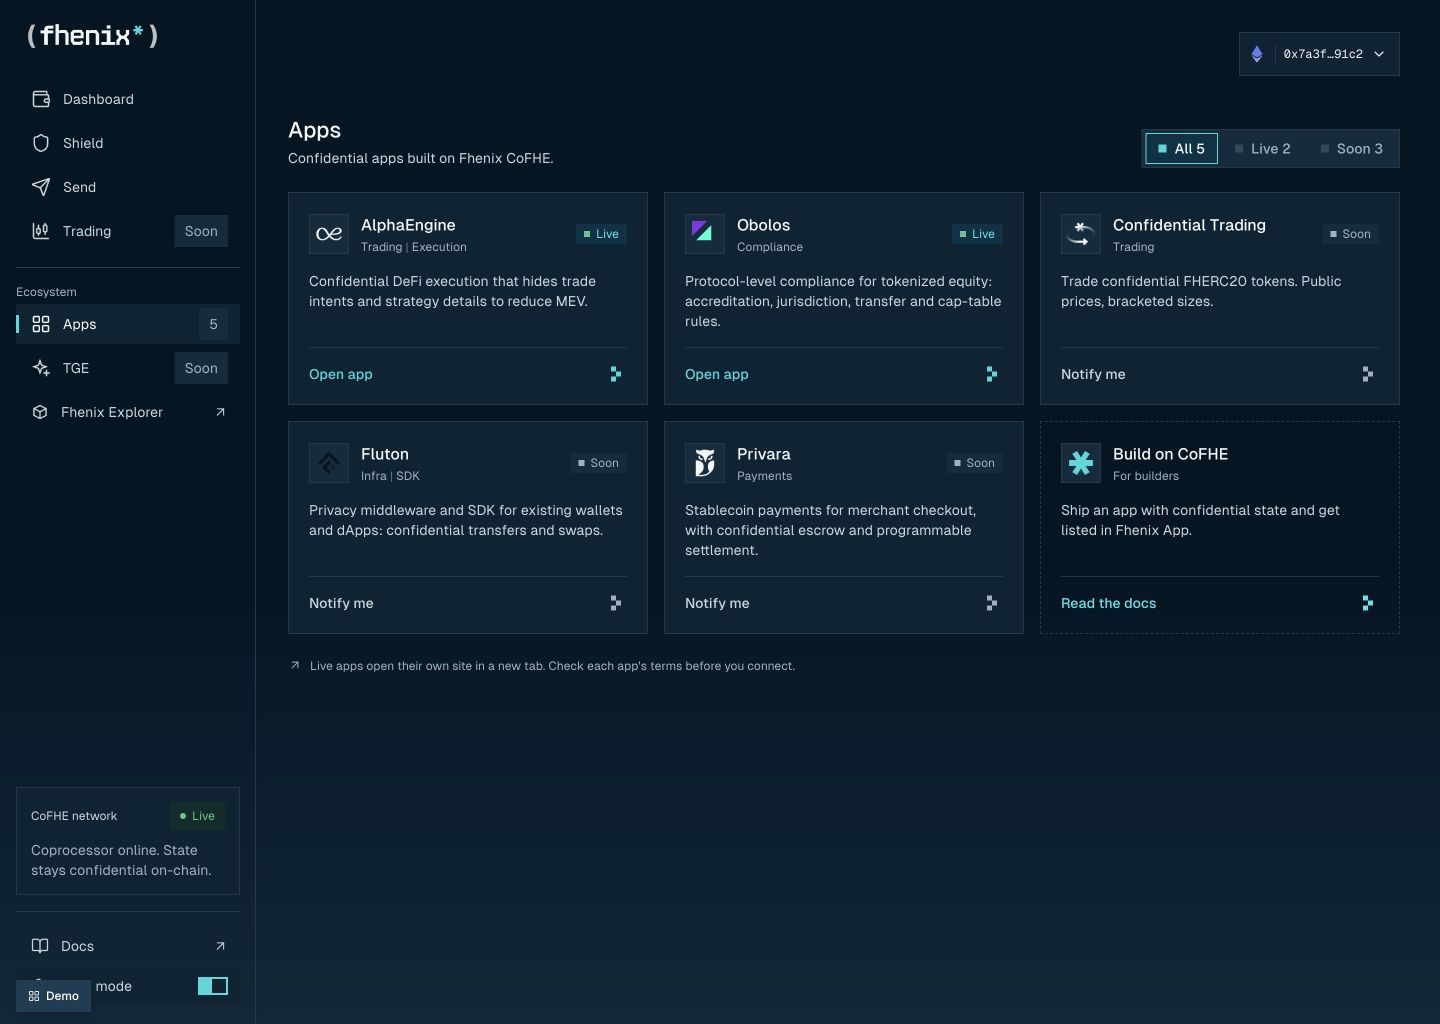 (fhenix*)
Dashboard
Shield
Send
Trading Soon
Ecosystem
Apps 5
TGE Soon
Fhenix Explorer
CoFHE network Live
Coprocessor online. State
stays confidential on-chain.
Docs
mode
Demo
0x7a3f…91c2
Apps
Confidential apps built on Fhenix CoFHE.
All 5 Live 2 Soon 3
AlphaEngine
Trading | Execution
Live
Confidential DeFi execution that hides trade
intents and strategy details to reduce MEV.
Open app
Obolos
Compliance
Live
Protocol-level compliance for tokenized equity:
accreditation, jurisdiction, transfer and cap-table
rules.
Open app
Confidential Trading
Trading
Soon
Trade confidential FHERC20 tokens. Public
prices, bracketed sizes.
Notify me
Fluton
Infra | SDK
Soon
Privacy middleware and SDK for existing wallets
and dApps: confidential transfers and swaps.
Notify me
Privara
Payments
Soon
Stablecoin payments for merchant checkout,
with confidential escrow and programmable
settlement.
Notify me
Build on CoFHE
For builders
Ship an app with confidential state and get
listed in Fhenix App.
Read the docs
Live apps open their own site in a new tab. Check each app's terms before you connect.